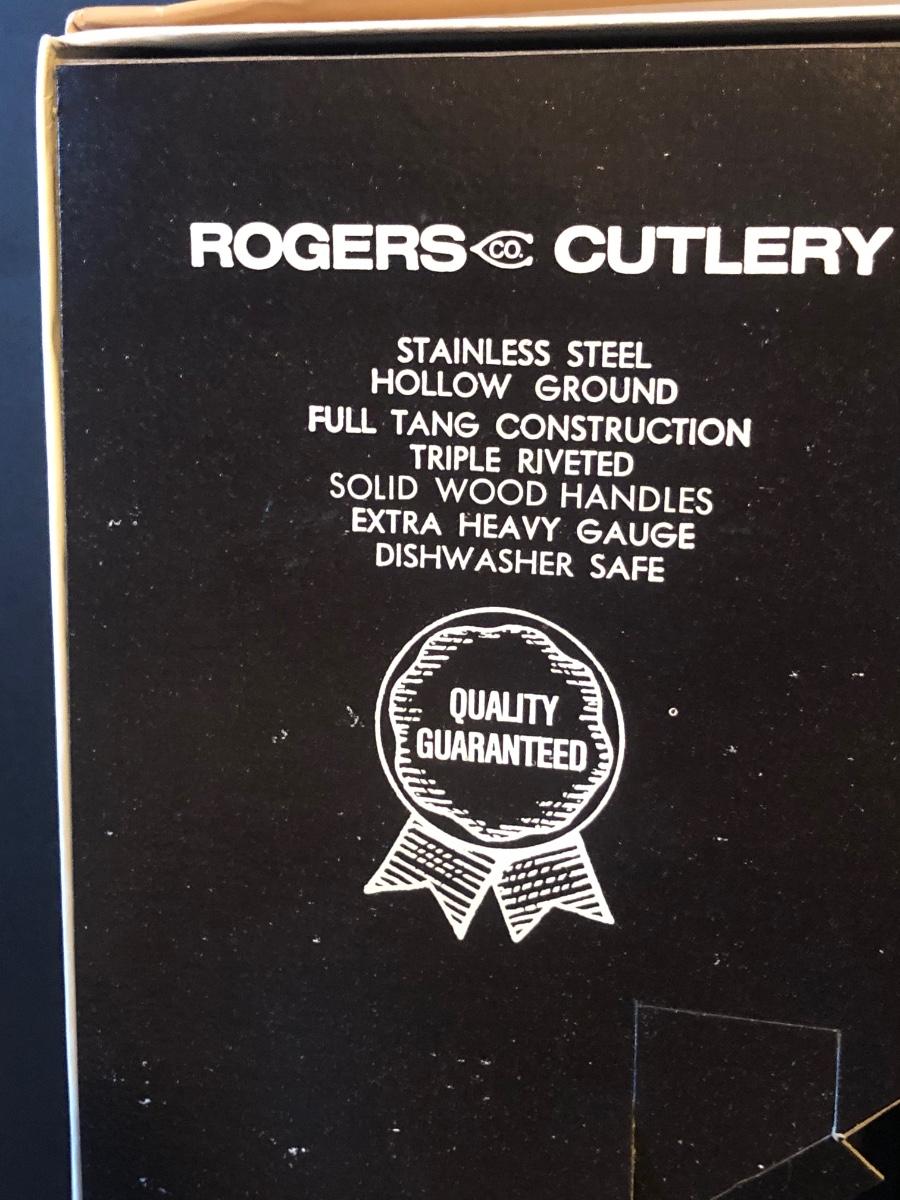 ROGERS CO. CUTLERY
STAINLESS STEEL
HOLLOW GROUND
FULL TANG CONSTRUCTION
TRIPLE RIVETED
SOLID WOOD HANDLES
EXTRA HEAVY GAUGE
DISHWASHER SAFE
QUALITY
GUARANTEED